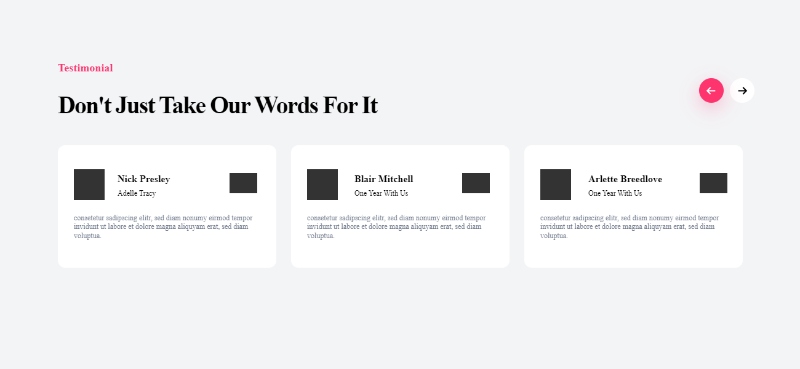 Testimonial
Don't Just Take Our Words For It
Nick Presley
Adelle Tracy
consetetur sadipscing elitr, sed diam nonumy eirmod tempor
invidunt ut labore et dolore magna aliquyam erat, sed diam
voluptua.
Blair Mitchell
One Year With Us
consetetur sadipscing elitr, sed diam nonumy eirmod tempor
invidunt ut labore et dolore magna aliquyam erat, sed diam
voluptua.
Arlette Breedlove
One Year With Us
consetetur sadipscing elitr, sed diam nonumy eirmod tempor
invidunt ut labore et dolore magna aliquyam erat, sed diam
voluptua.